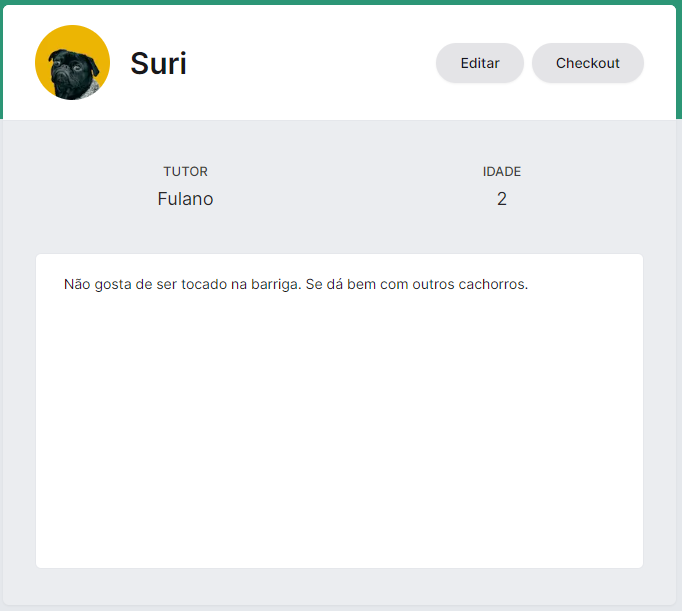 Suri
Editar
Checkout
TUTOR
IDADE
Fulano
2
Não gosta de ser tocado na barriga. Se dá bem com outros cachorros.